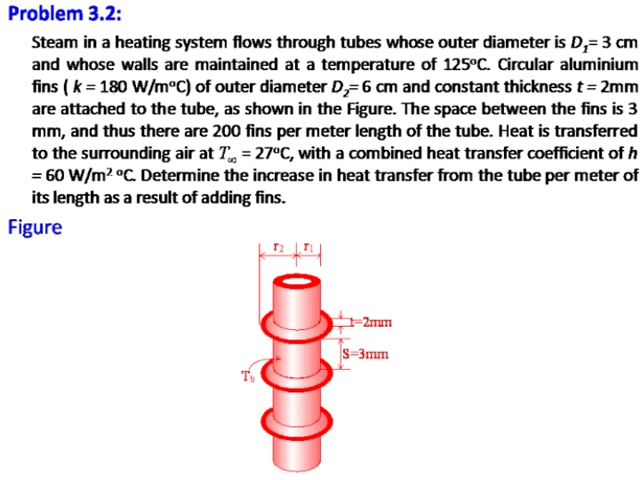 Problem 3.2:
Steam in a heating system flows through tubes whose outer diameter is D₁= 3 cm
and whose walls are maintained at a temperature of 125ºC. Circular aluminium
fins ( k = 180 W/mºC) of outer diameter D₂= 6 cm and constant thickness t = 2mm
are attached to the tube, as shown in the Figure. The space between the fins is 3
mm, and thus there are 200 fins per meter length of the tube. Heat is transferred
to the surrounding air at T∞ = 27ºC, with a combined heat transfer coefficient of h
= 60 W/m² ºC. Determine the increase in heat transfer from the tube per meter of
its length as a result of adding fins.
Figure
r₂ r₁
t=2mm
S=3mm
Tb